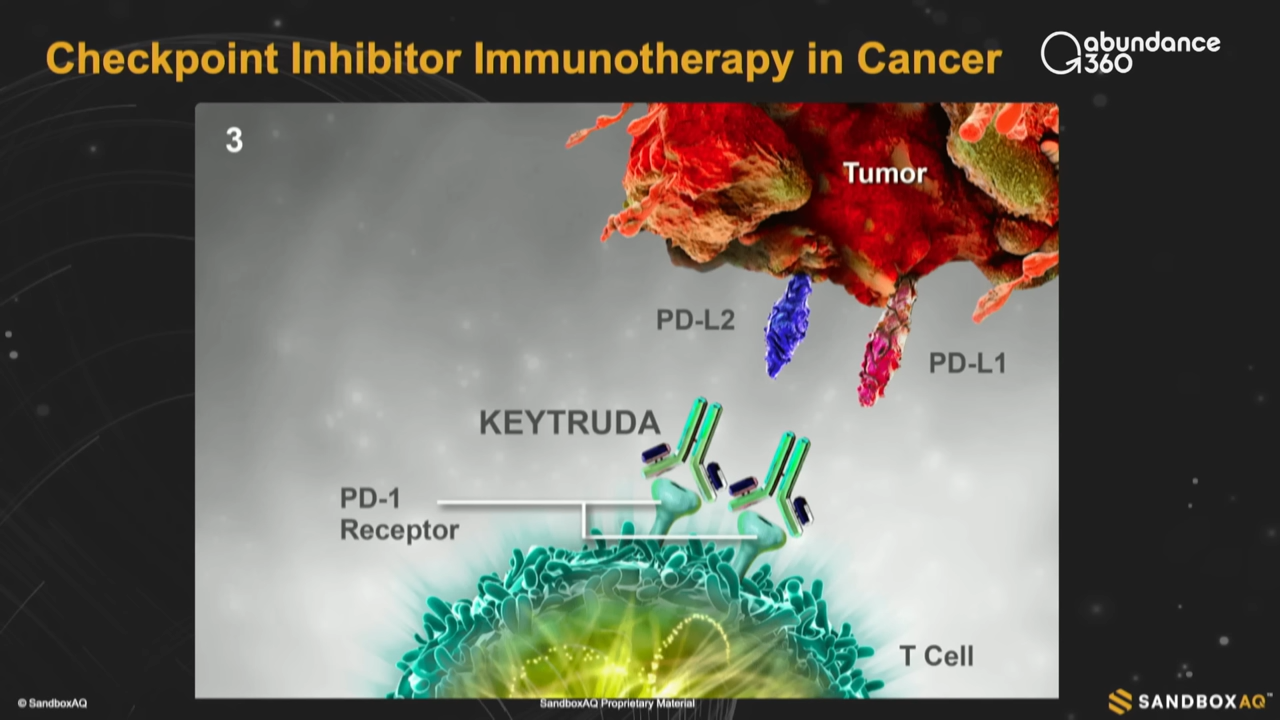 Checkpoint Inhibitor Immunotherapy in Cancer
abundance
360
3
Tumor
PD-L2
PD-L1
KEYTRUDA
PD-1
Receptor
T Cell
© SandboxAQ
SandboxAQ Proprietary Material
SANDBOXAQ™